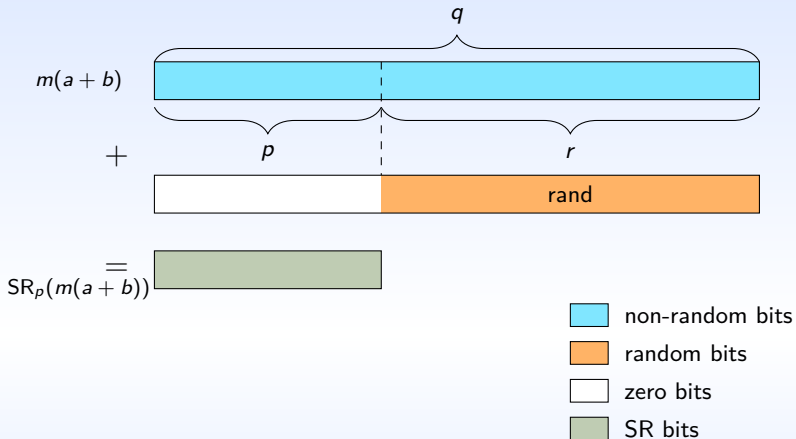 q
m(a + b)
p
r
+
rand
=
SR_p(m(a + b))
non-random bits
random bits
zero bits
SR bits